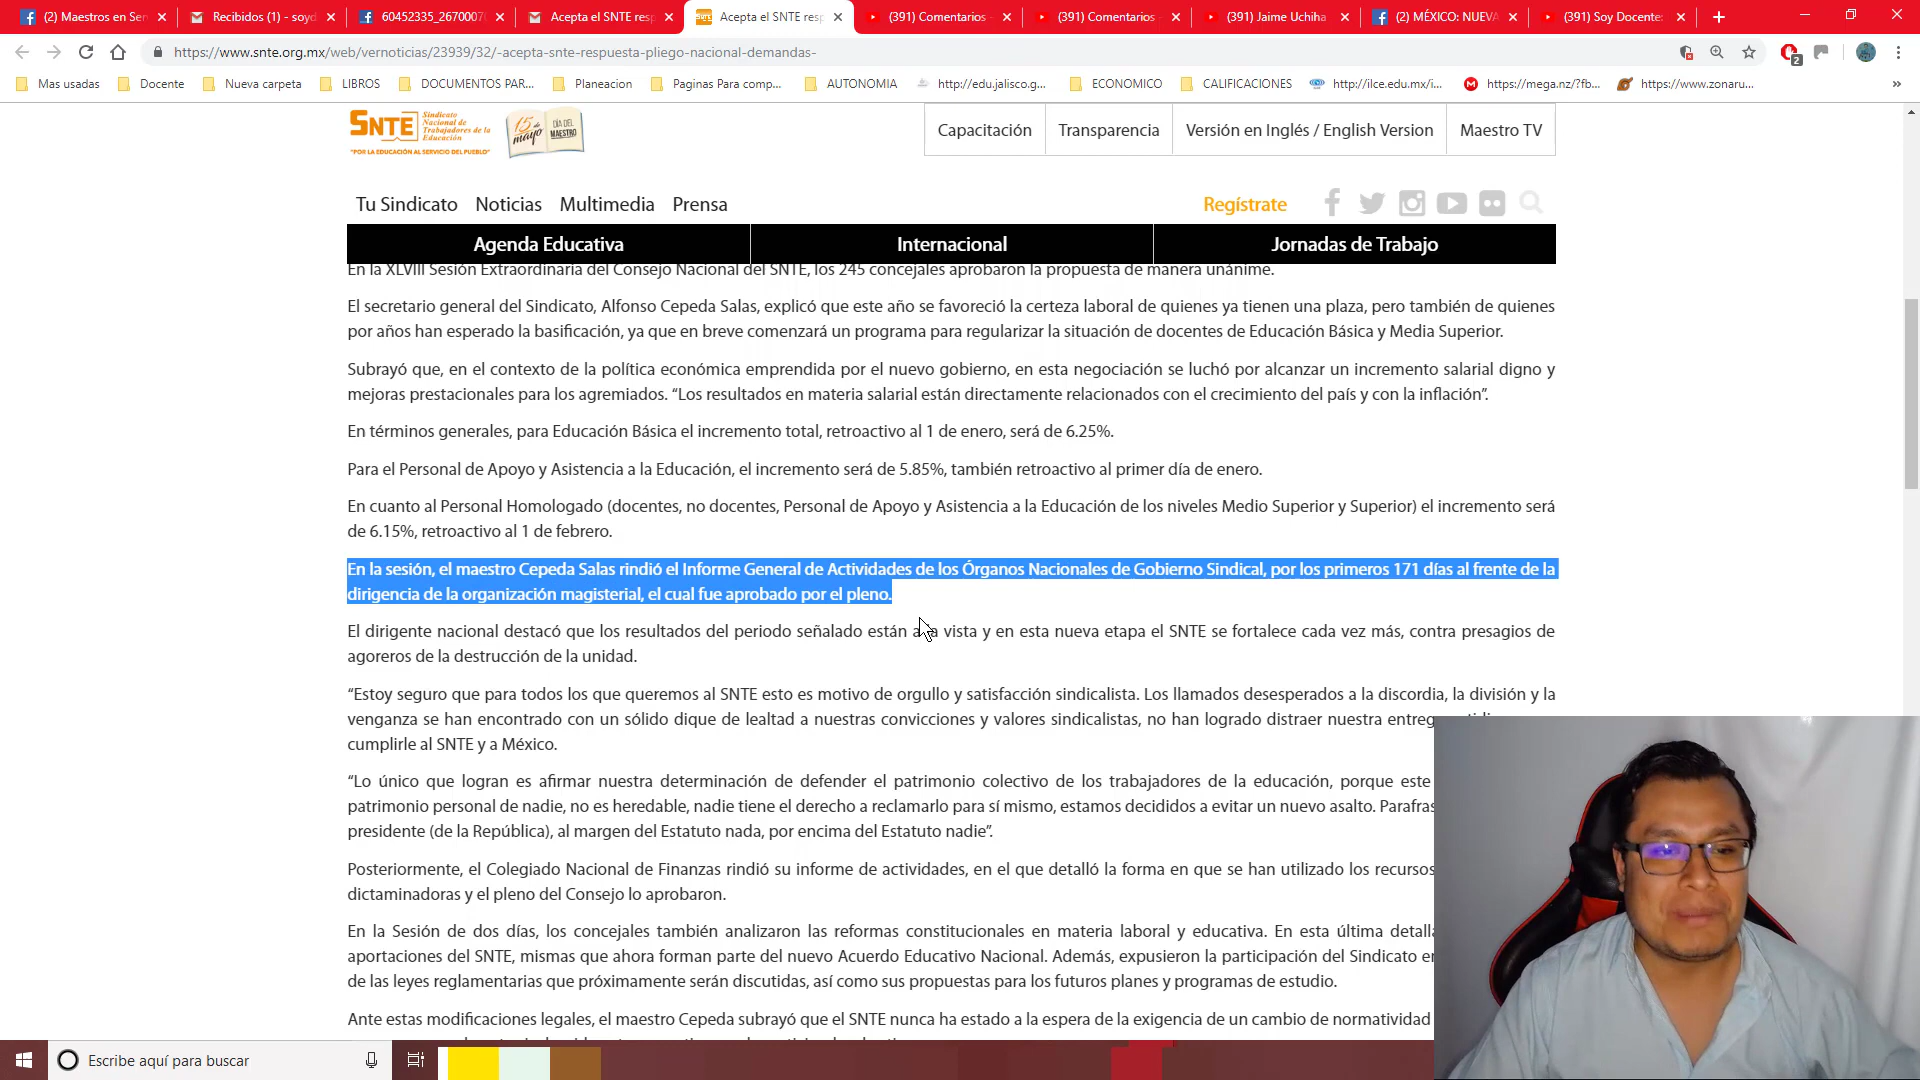 (2) Maestros en Ser
Recibidos (1) - soyd
60452335_267000
Acepta el SNTE resp
Acepta el SNTE resp
(391) Comentarios -
(391) Comentarios -
(391) Jaime Uchiha
(2) MÉXICO: NUEVA
(391) Soy Docente:
https://www.snte.org.mx/web/vernoticias/23939/32/-acepta-snte-respuesta-pliego-nacional-demandas-
2
Mas usadas
Docente
Nueva carpeta
LIBROS
DOCUMENTOS PAR...
Planeacion
Paginas Para comp...
AUTONOMIA
http://edu.jalisco.g...
ECONOMICO
CALIFICACIONES
http://ilce.edu.mx/i...
https://mega.nz/?fb...
https://www.zonaru...
SNTE Sindicato Nacional de Trabajadores de la Educación
"POR LA EDUCACIÓN AL SERVICIO DEL PUEBLO"
15 de mayo DÍA DEL MAESTRO
Capacitación
Transparencia
Versión en Inglés / English Version
Maestro TV
Tu Sindicato
Noticias
Multimedia
Prensa
Regístrate
Agenda Educativa
Internacional
Jornadas de Trabajo
En la XLVIII Sesión Extraordinaria del Consejo Nacional del SNTE, los 245 concejales aprobaron la propuesta de manera unánime.
El secretario general del Sindicato, Alfonso Cepeda Salas, explicó que este año se favoreció la certeza laboral de quienes ya tienen una plaza, pero también de quienes
por años han esperado la basificación, ya que en breve comenzará un programa para regularizar la situación de docentes de Educación Básica y Media Superior.
Subrayó que, en el contexto de la política económica emprendida por el nuevo gobierno, en esta negociación se luchó por alcanzar un incremento salarial digno y
mejoras prestacionales para los agremiados. “Los resultados en materia salarial están directamente relacionados con el crecimiento del país y con la inflación”.
En términos generales, para Educación Básica el incremento total, retroactivo al 1 de enero, será de 6.25%.
Para el Personal de Apoyo y Asistencia a la Educación, el incremento será de 5.85%, también retroactivo al primer día de enero.
En cuanto al Personal Homologado (docentes, no docentes, Personal de Apoyo y Asistencia a la Educación de los niveles Medio Superior y Superior) el incremento será
de 6.15%, retroactivo al 1 de febrero.
En la sesión, el maestro Cepeda Salas rindió el Informe General de Actividades de los Órganos Nacionales de Gobierno Sindical, por los primeros 171 días al frente de la
dirigencia de la organización magisterial, el cual fue aprobado por el pleno.
El dirigente nacional destacó que los resultados del periodo señalado están a la vista y en esta nueva etapa el SNTE se fortalece cada vez más, contra presagios de
agoreros de la destrucción de la unidad.
“Estoy seguro que para todos los que queremos al SNTE esto es motivo de orgullo y satisfacción sindicalista. Los llamados desesperados a la discordia, la división y la
venganza se han encontrado con un sólido dique de lealtad a nuestras convicciones y valores sindicalistas, no han logrado distraer nuestra entreg
cumplirle al SNTE y a México.
“Lo único que logran es afirmar nuestra determinación de defender el patrimonio colectivo de los trabajadores de la educación, porque este
patrimonio personal de nadie, no es heredable, nadie tiene el derecho a reclamarlo para sí mismo, estamos decididos a evitar un nuevo asalto. Parafras
presidente (de la República), al margen del Estatuto nada, por encima del Estatuto nadie”.
Posteriormente, el Colegiado Nacional de Finanzas rindió su informe de actividades, en el que detalló la forma en que se han utilizado los recursos
dictaminadoras y el pleno del Consejo lo aprobaron.
En la Sesión de dos días, los concejales también analizaron las reformas constitucionales en materia laboral y educativa. En esta última detalla
aportaciones del SNTE, mismas que ahora forman parte del nuevo Acuerdo Educativo Nacional. Además, expusieron la participación del Sindicato e
de las leyes reglamentarias que próximamente serán discutidas, así como sus propuestas para los futuros planes y programas de estudio.
Ante estas modificaciones legales, el maestro Cepeda subrayó que el SNTE nunca ha estado a la espera de la exigencia de un cambio de normatividad
Escribe aquí para buscar